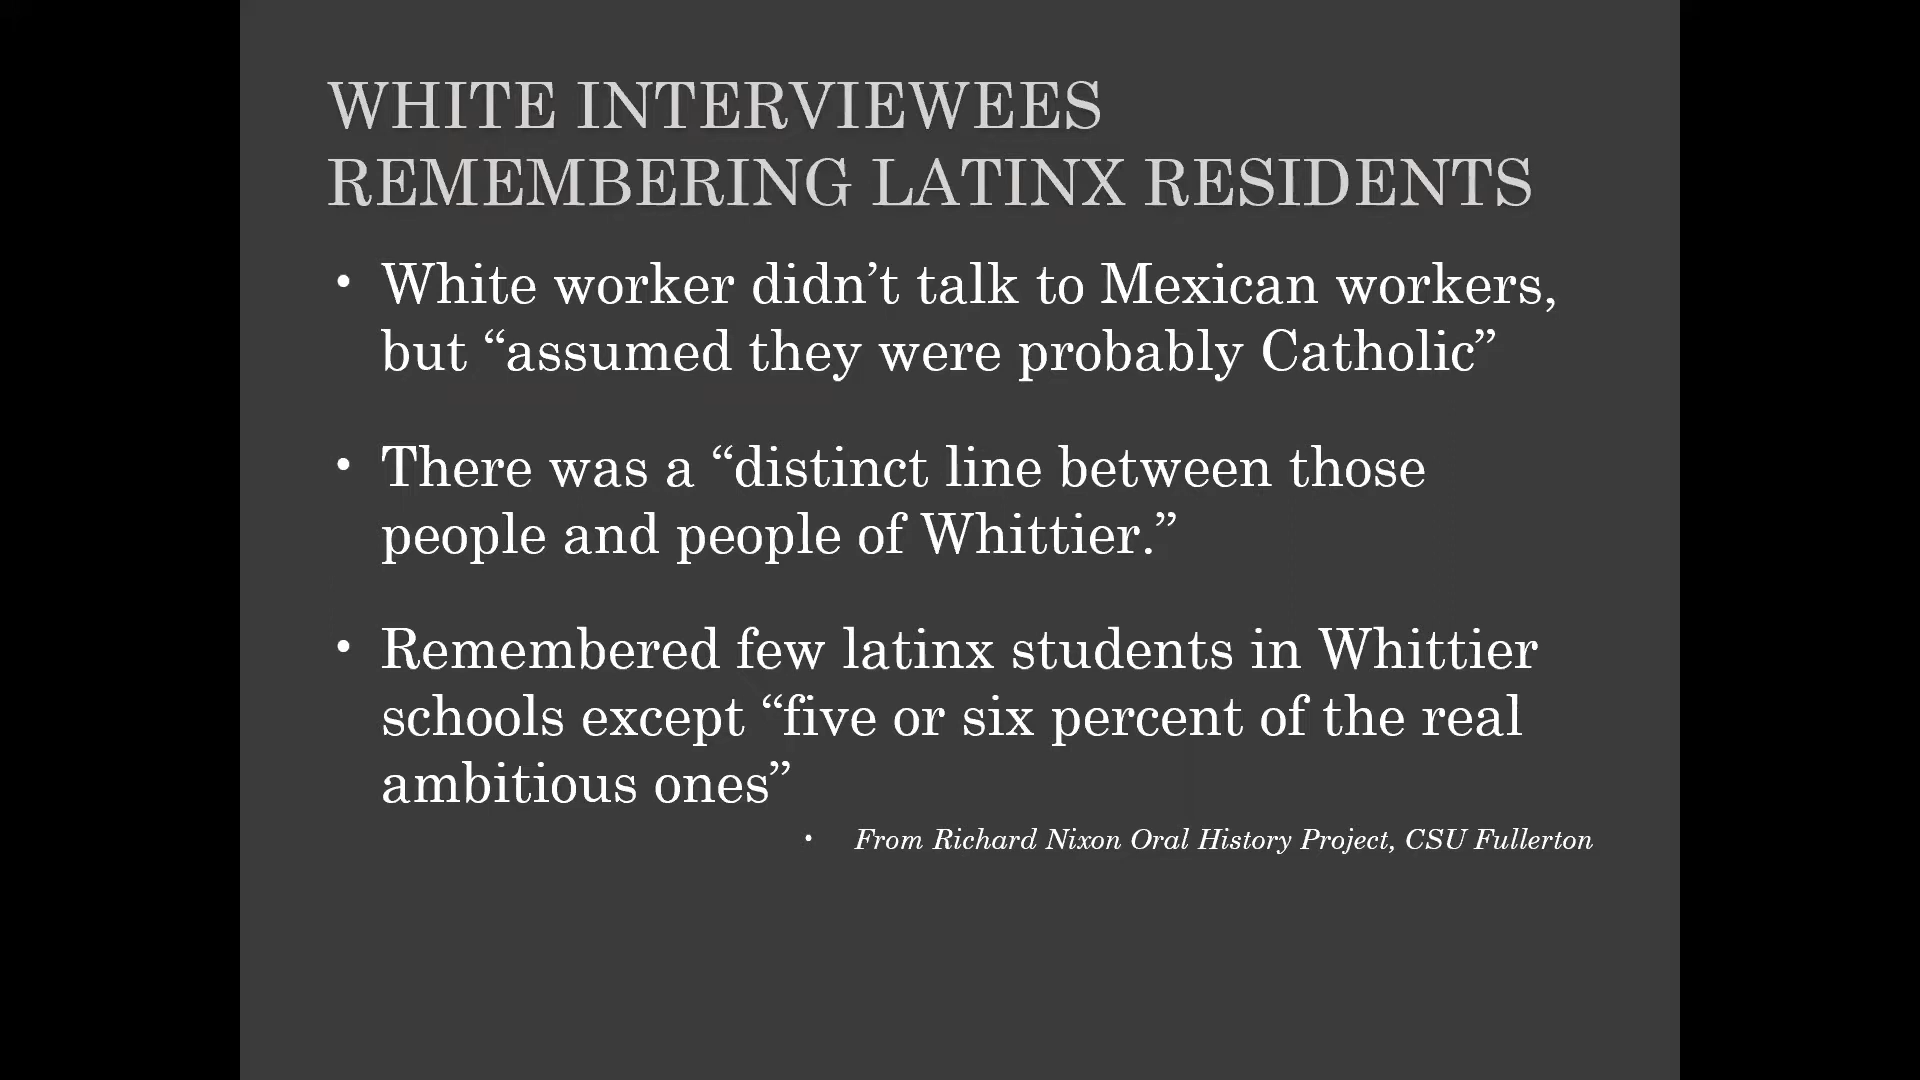 WHITE INTERVIEWEES
REMEMBERING LATINX RESIDENTS
• White worker didn’t talk to Mexican workers,
but “assumed they were probably Catholic”
• There was a “distinct line between those
people and people of Whittier.”
• Remembered few latinx students in Whittier
schools except “five or six percent of the real
ambitious ones”
• From Richard Nixon Oral History Project, CSU Fullerton